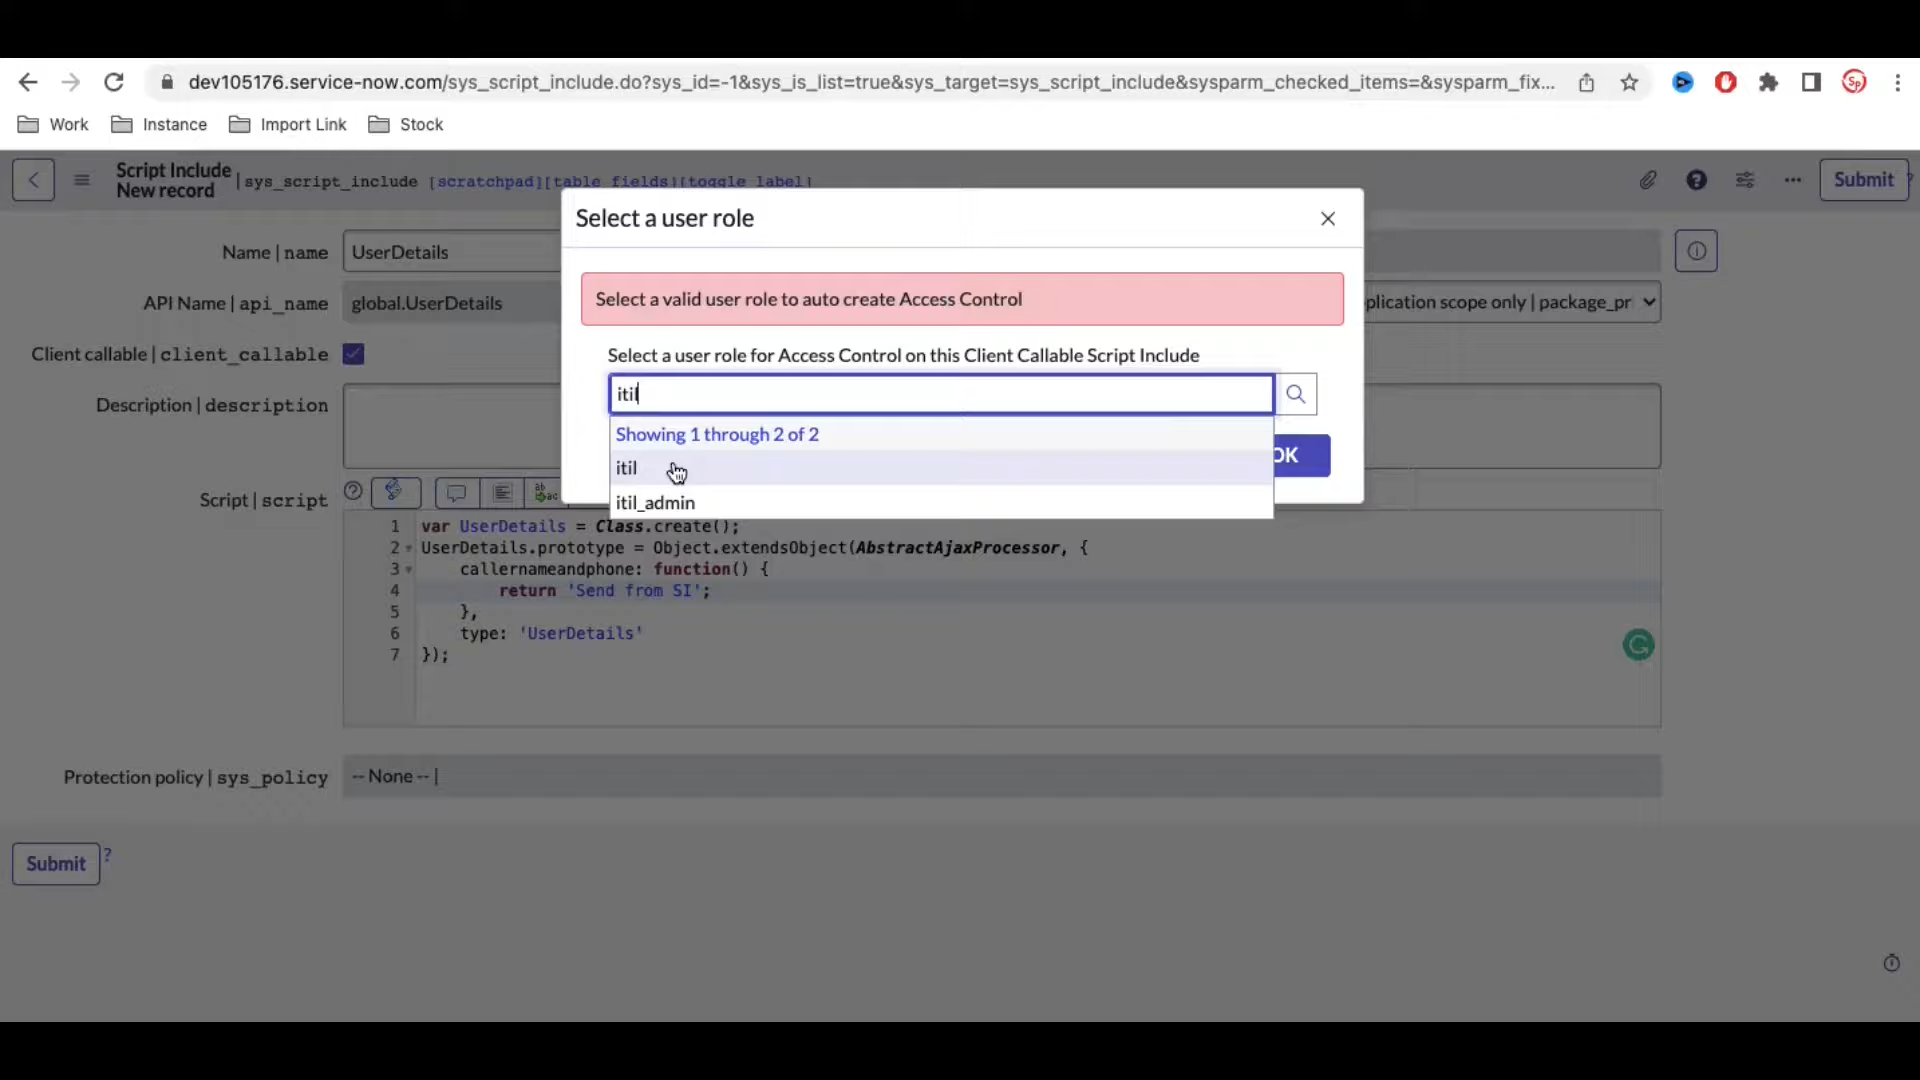 dev105176.service-now.com/sys_script_include.do?sys_id=-1&sys_is_list=true&sys_target=sys_script_include&sysparm_checked_items=&sysparm_fix...
Sp
Work Instance Import Link Stock
Script Include
New record
sys_script_include [scratchpad][table fields][toggle label]
Submit ?
Select a user role
Name | name UserDetails
Select a valid user role to auto create Access Control
API Name | api_name global.UserDetails
plication scope only | package_pr
Client callable | client_callable
Select a user role for Access Control on this Client Callable Script Include
itil
Description | description
Showing 1 through 2 of 2
OK
itil
itil_admin
Script | script
1 var UserDetails = Class.create();
2 UserDetails.prototype = Object.extendsObject(AbstractAjaxProcessor, {
3 callernameandphone: function() {
4 return 'Send from SI';
5 },
6 type: 'UserDetails'
7 });
Protection policy | sys_policy -- None -- |
Submit ?